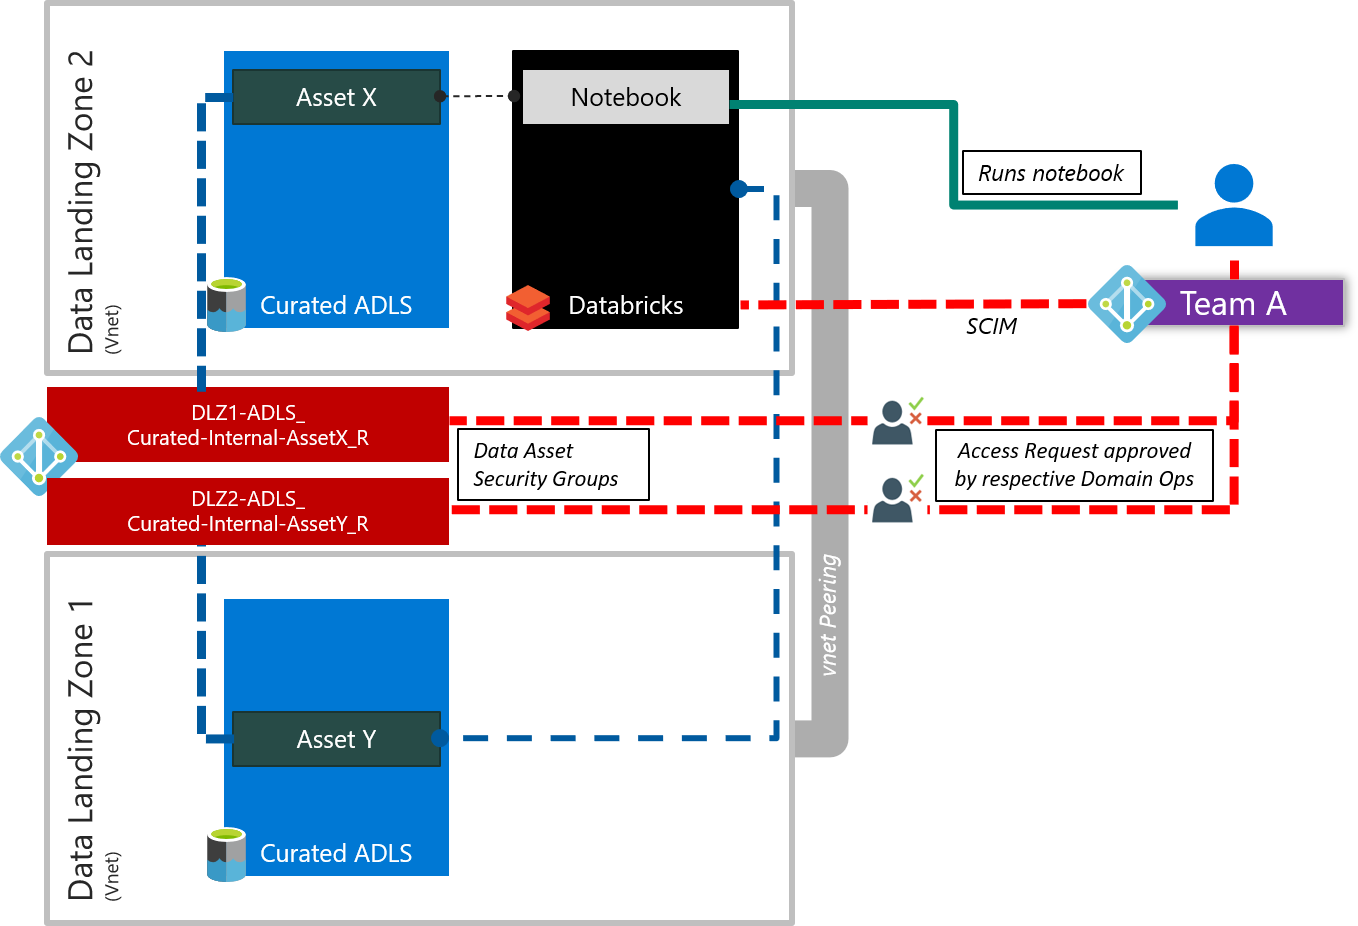 Data Landing Zone 2
(Vnet)
Asset X
Notebook
Curated ADLS
Databricks
Runs notebook
SCIM
Team A
DLZ1-ADLS_
Curated-Internal-AssetX_R
DLZ2-ADLS_
Curated-Internal-AssetY_R
Data Asset
Security Groups
Access Request approved
by respective Domain Ops
vnet Peering
Data Landing Zone 1
(Vnet)
Asset Y
Curated ADLS